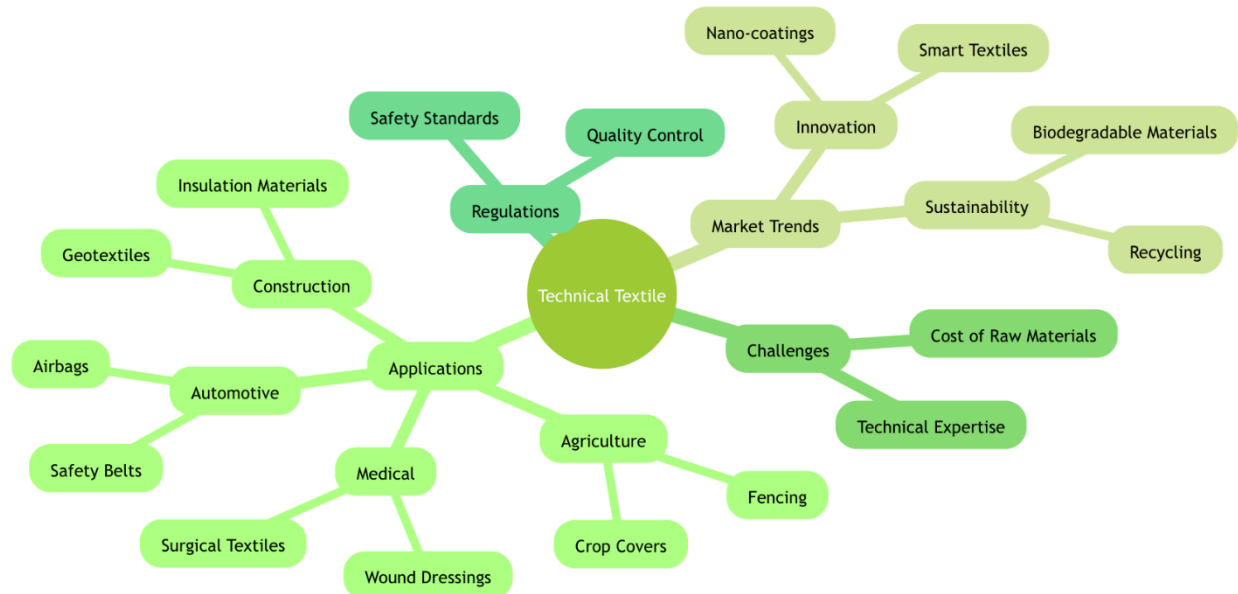 Nano-coatings
Smart Textiles
Safety Standards
Quality Control
Innovation
Biodegradable Materials
Insulation Materials
Regulations
Market Trends
Sustainability
Geotextiles
Construction
Technical Textile
Recycling
Airbags
Automotive
Applications
Challenges
Cost of Raw Materials
Safety Belts
Medical
Agriculture
Technical Expertise
Fencing
Surgical Textiles
Wound Dressings
Crop Covers